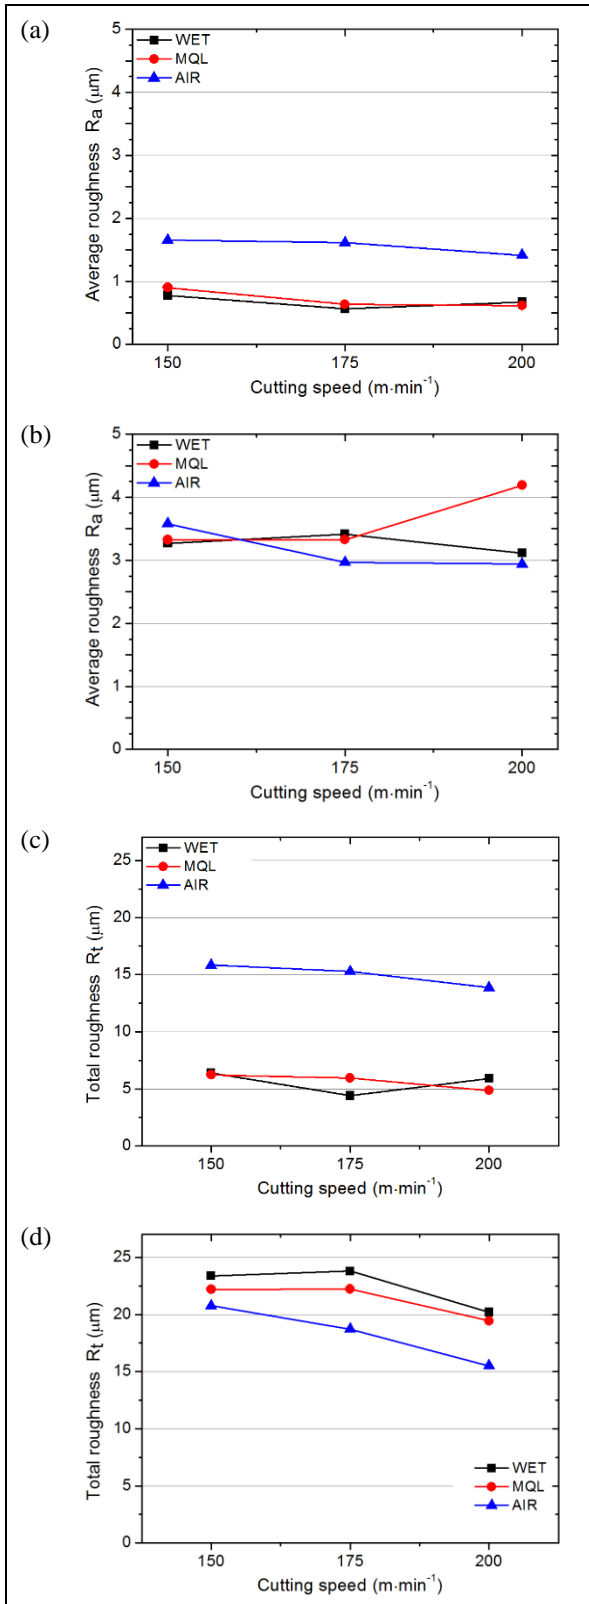 (a)
WET
MQL
AIR
Average roughness Ra (μm)
5
4
3
2
1
0
150 175 200
Cutting speed (m·min⁻¹)
(b)
WET
MQL
AIR
Average roughness Ra (μm)
5
4
3
2
1
0
150 175 200
Cutting speed (m·min⁻¹)
(c)
WET
MQL
AIR
Total roughness Rt (μm)
25
20
15
10
5
0
150 175 200
Cutting speed (m·min⁻¹)
(d)
Total roughness Rt (μm)
25
20
15
10
5
0
WET
MQL
AIR
150 175 200
Cutting speed (m·min⁻¹)